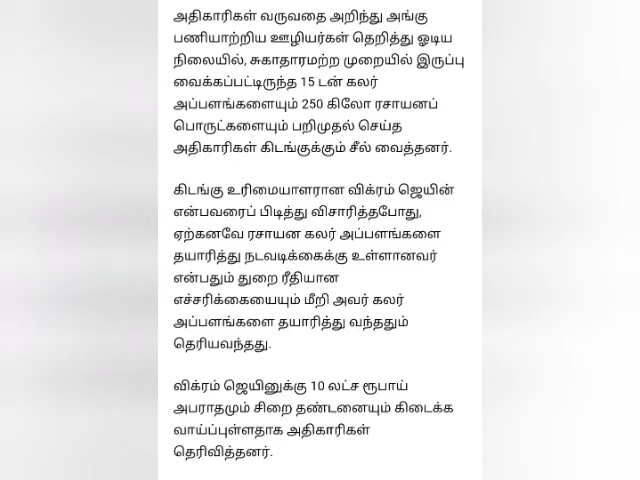 அதிகாரிகள் வருவதை அறிந்து அங்கு
பணியாற்றிய ஊழியர்கள் தெறித்து ஓடிய
நிலையில், சுகாதாரமற்ற முறையில் இருப்பு
வைக்கப்பட்டிருந்த 15 டன் கலர்
அப்பளங்களையும் 250 கிலோ ரசாயனப்
பொருட்களையும் பறிமுதல் செய்த
அதிகாரிகள் கிடங்குக்கும் சீல் வைத்தனர்.
கிடங்கு உரிமையாளரான விக்ரம் ஜெயின்
என்பவரைப் பிடித்து விசாரித்தபோது,
ஏற்கனவே ரசாயன கலர் அப்பளங்களை
தயாரித்து நடவடிக்கைக்கு உள்ளானவர்
என்பதும் துறை ரீதியான
எச்சரிக்கையையும் மீறி அவர் கலர்
அப்பளங்களை தயாரித்து வந்ததும்
தெரியவந்தது.
விக்ரம் ஜெயினுக்கு 10 லட்ச ரூபாய்
அபராதமும் சிறை தண்டனையும் கிடைக்க
வாய்ப்புள்ளதாக அதிகாரிகள்
தெரிவித்தனர்.